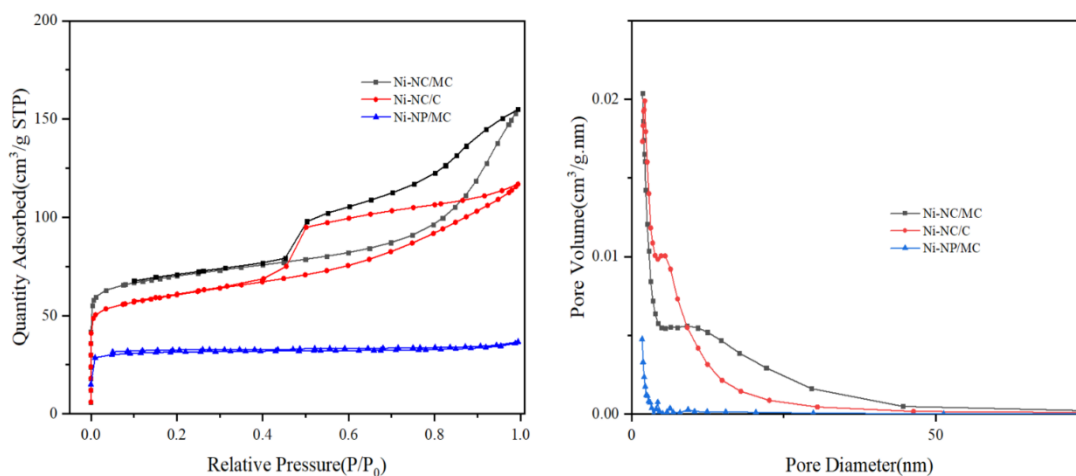 200
150
100
50
0
0.0
0.2
0.4
0.6
0.8
1.0
Quantity Adsorbed(cm³/g STP)
Relative Pressure(P/P₀)
Ni-NC/MC
Ni-NC/C
Ni-NP/MC
0.02
0.01
0.00
0
50
Pore Volume(cm³/g.nm)
Pore Diameter(nm)
Ni-NC/MC
Ni-NC/C
Ni-NP/MC